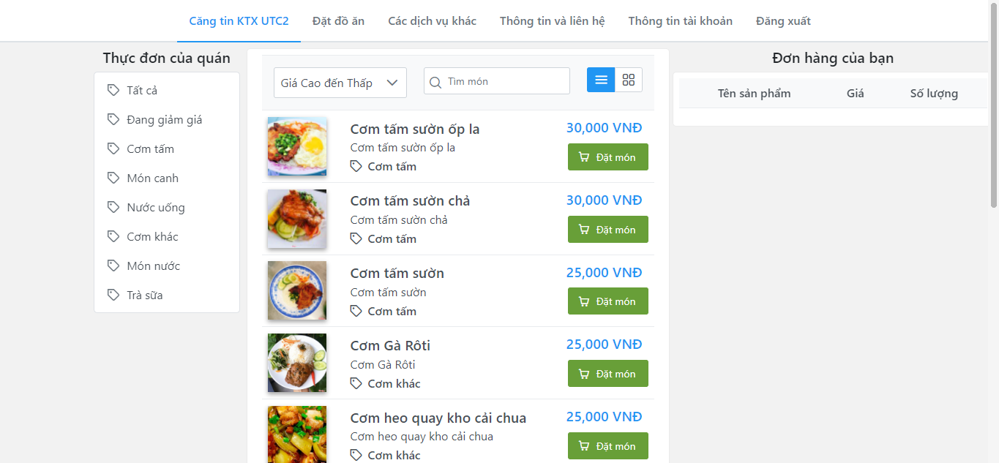 Căng tin KTX UTC2 Đặt đồ ăn Các dịch vụ khác Thông tin và liên hệ Thông tin tài khoản Đăng xuất
Thực đơn của quán
Tất cả
Đang giảm giá
Cơm tấm
Món canh
Nước uống
Cơm khác
Món nước
Trà sữa
Giá Cao đến Thấp
Tìm món
Cơm tấm sườn ốp la
Cơm tấm sườn ốp la
Cơm tấm
30,000 VNĐ
Đặt món
Cơm tấm sườn chả
Cơm tấm sườn chả
Cơm tấm
30,000 VNĐ
Đặt món
Cơm tấm sườn
Cơm tấm sườn
Cơm tấm
25,000 VNĐ
Đặt món
Cơm Gà Rôti
Cơm Gà Rôti
Cơm khác
25,000 VNĐ
Đặt món
Cơm heo quay kho cải chua
Cơm heo quay kho cải chua
Cơm khác
25,000 VNĐ
Đặt món
Đơn hàng của bạn
Tên sản phẩm Giá Số lượng